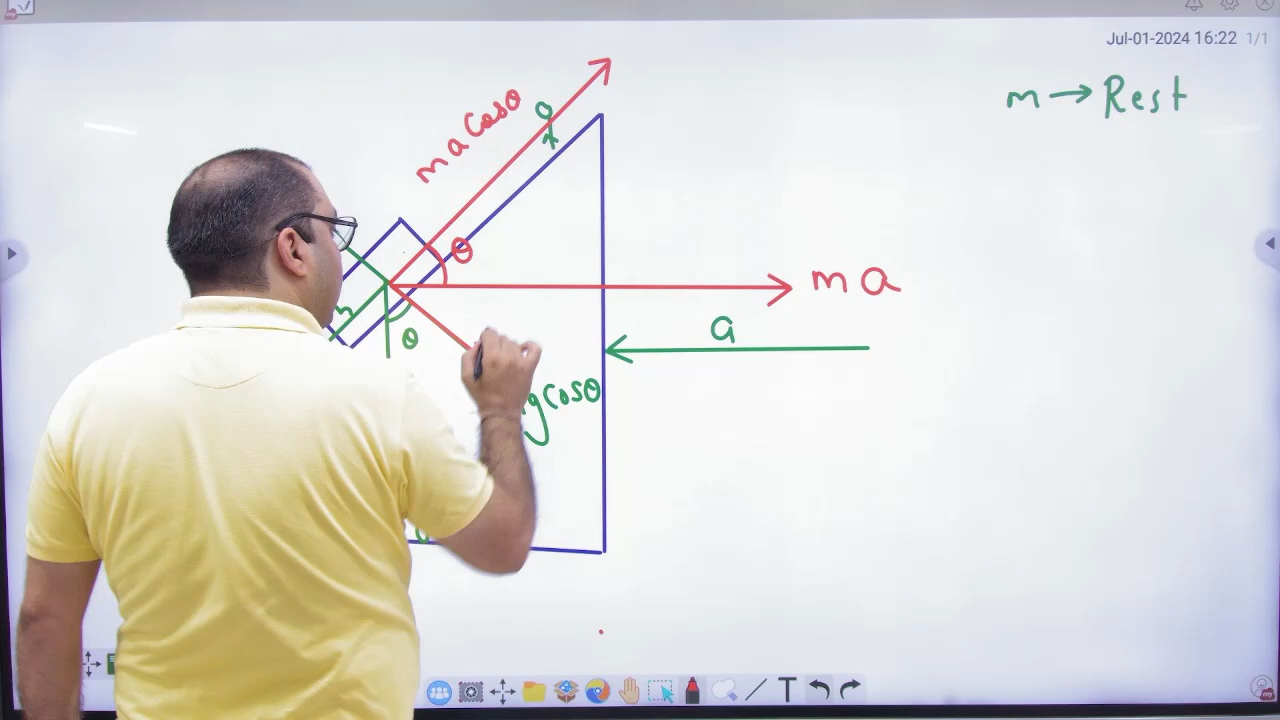 Jul-01-2024 16:22 1/1
m → Rest
ma cosθ
a
θ
ma
a
θ
gcosθ
T